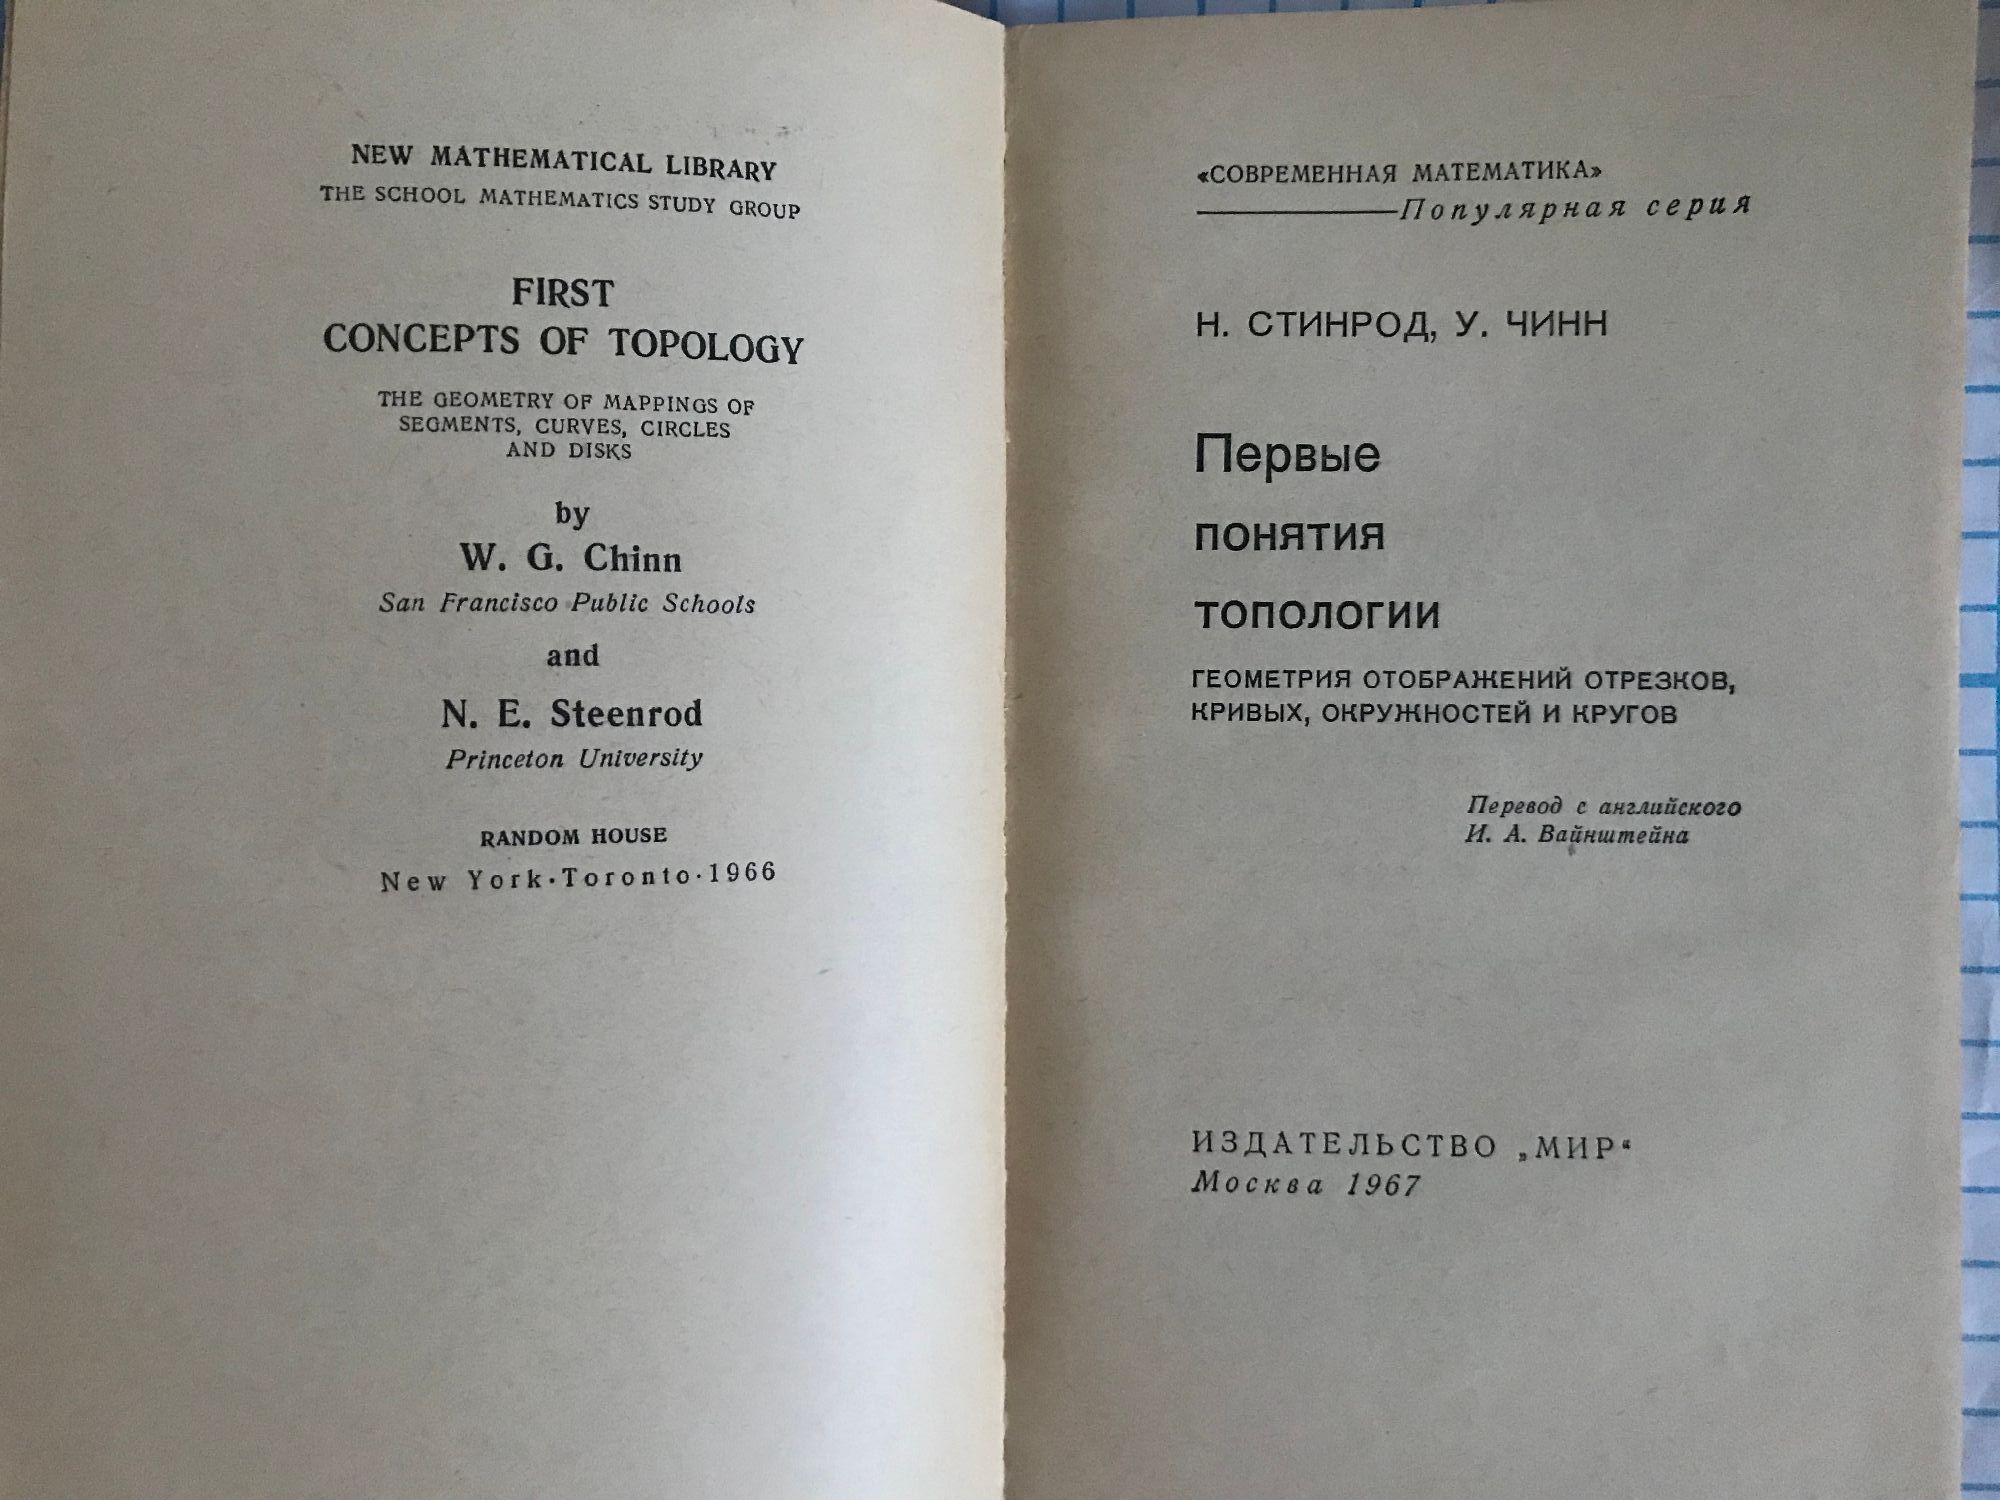 NEW MATHEMATICAL LIBRARY
THE SCHOOL MATHEMATICS STUDY GROUP
FIRST
CONCEPTS OF TOPOLOGY
THE GEOMETRY OF MAPPINGS OF
SEGMENTS, CURVES, CIRCLES
AND DISKS
by
W. G. Chinn
San Francisco Public Schools
and
N. E. Steenrod
Princeton University
RANDOM HOUSE
New York·Toronto·1966
«СОВРЕМЕННАЯ МАТЕМАТИКА»
Популярная серия
Н. СТИНРОД, У. ЧИНН
Первые
понятия
топологии
ГЕОМЕТРИЯ ОТОБРАЖЕНИЙ ОТРЕЗКОВ,
КРИВЫХ, ОКРУЖНОСТЕЙ И КРУГОВ
Перевод с английского
И. А. Вайнштейна
ИЗДАТЕЛЬСТВО „МИР“
Москва 1967